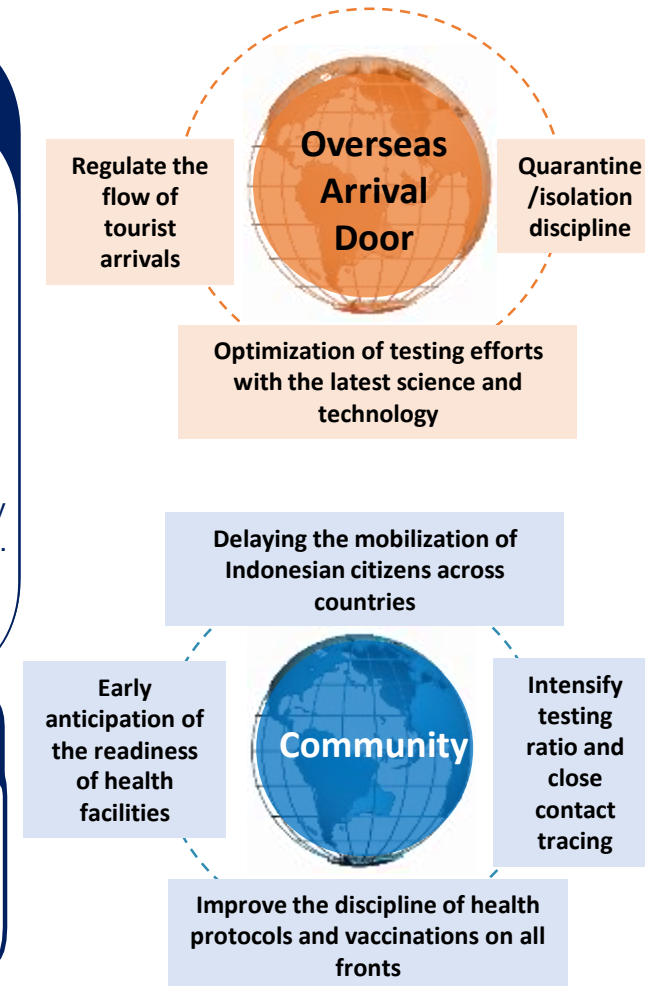 Overseas
Arrival
Door
Regulate the
flow of
tourist
arrivals
Quarantine
/isolation
discipline
Optimization of testing efforts
with the latest science and
technology
Delaying the mobilization of
Indonesian citizens across
countries
Early
anticipation of
the readiness
of health
facilities
Community
Intensify
testing
ratio and
close
contact
tracing
Improve the discipline of health
protocols and vaccinations on all
fronts